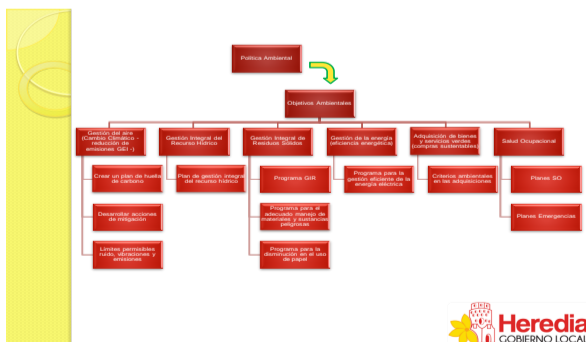 Política Ambiental
Objetivos Ambientales
Gestión del aire
(Cambio Climático -
reducción de
emisiones GEI -)
Crear un plan de huella
de carbono
Desarrollar acciones
de mitigación
Límites permisibles
ruido, vibraciones y
emisiones
Gestión Integral del
Recurso Hídrico
Plan de gestión integral
del recurso hídrico
Gestión Integral de
Residuos Sólidos
Programa GIR
Programa para el
adecuado manejo de
materiales y sustancias
peligrosas
Programa para la
disminución en el uso
de papel
Gestión de la energía
(eficiencia energética)
Programa para la
gestión eficiente de la
energía eléctrica
Adquisición de bienes
y servicios verdes
(compras sustentables)
Criterios ambientales
en las adquisiciones
Salud Ocupacional
Planes SO
Planes Emergencias
Heredia
GOBIERNO LOCAL